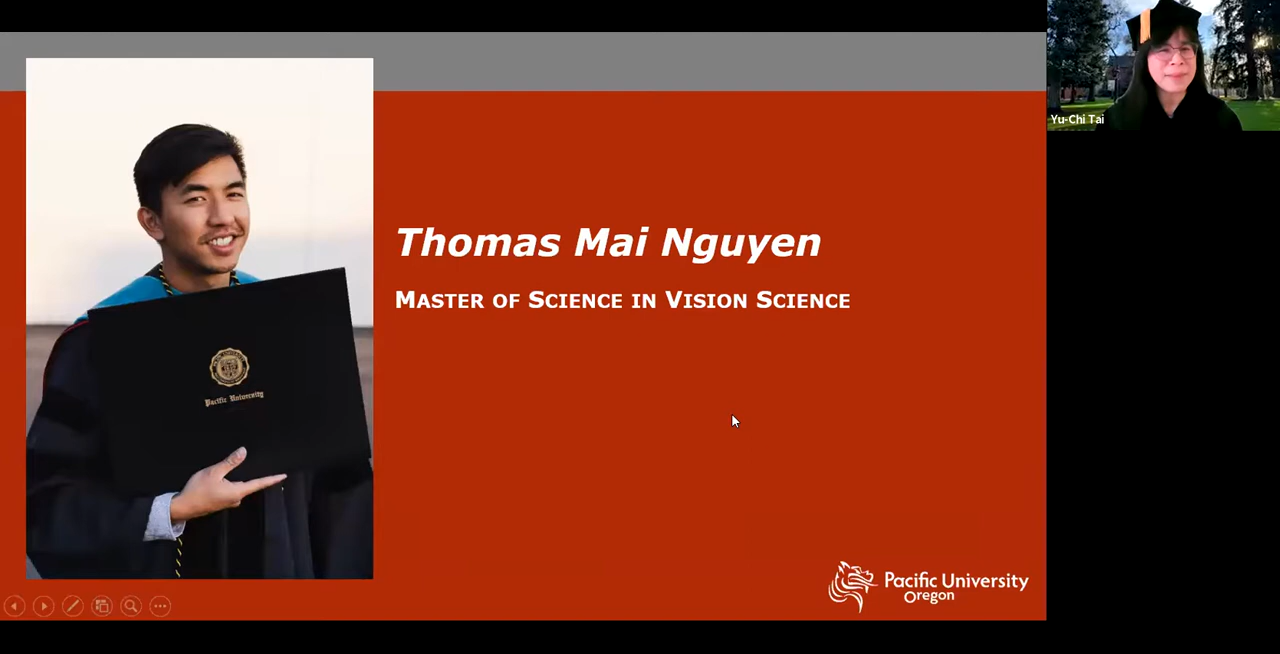 Yu-Chi Tai
Thomas Mai Nguyen
MASTER OF SCIENCE IN VISION SCIENCE
Pacific University
Pacific University
Oregon